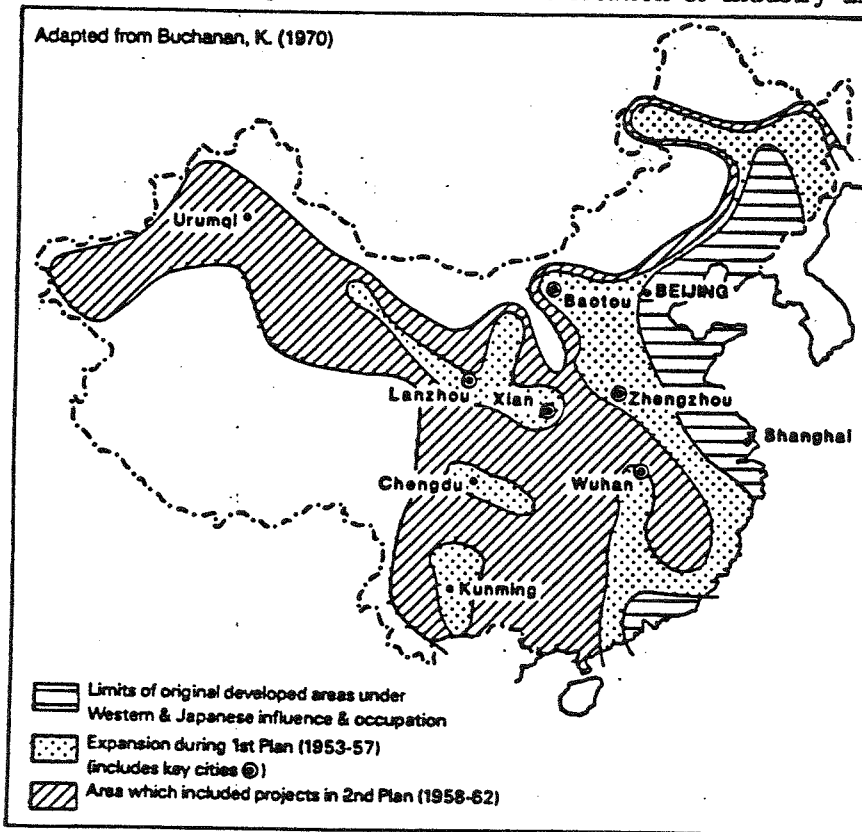 Adapted from Buchanan, K. (1970)
Urumqi
Baotou
BEIJING
Lanzhou
Xian
Zhengzhou
Shanghai
Chengdu
Wuhan
Kunming
Limits of original developed areas under
Western & Japanese influence & occupation
Expansion during 1st Plan (1953-57)
(includes key cities )
Area which included projects in 2nd Plan (1958-62)